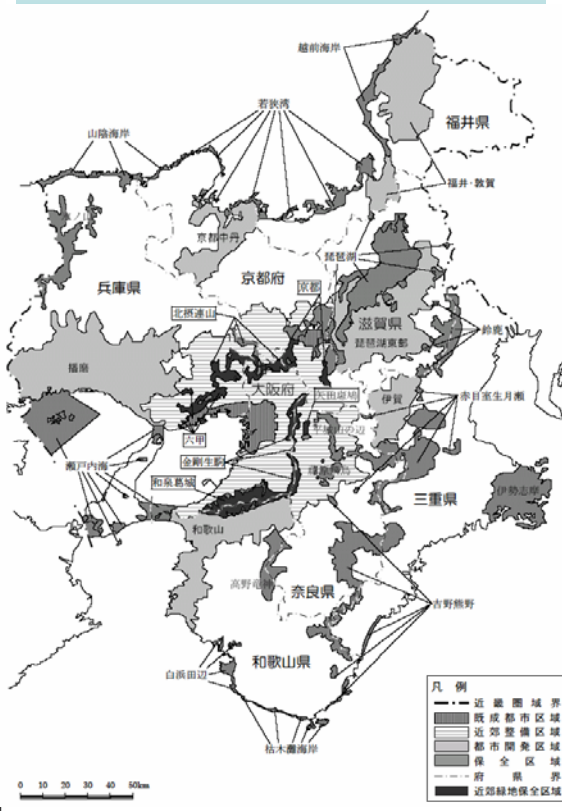 越前海岸
福井県
若狭湾
山陰海岸
福井・敦賀
京都中丹
琵琶湖
京都府
京都
兵庫県
北摂連山
滋賀県
琵琶湖東部
鈴鹿
播磨
大阪府
矢田斑鳩
伊賀
赤目室生月瀬
六甲
金剛生駒
瀬戸内海
和泉葛城
伊勢志摩
三重県
和歌山
高野竜神
奈良県
吉野熊野
和歌山県
白浜田辺
枯木灘海岸
凡例
近畿圏域界
既成都市区域
近郊整備区域
都市開発区域
保全区域
府県界
近郊緑地保全区域
0 10 20 30 40 50km